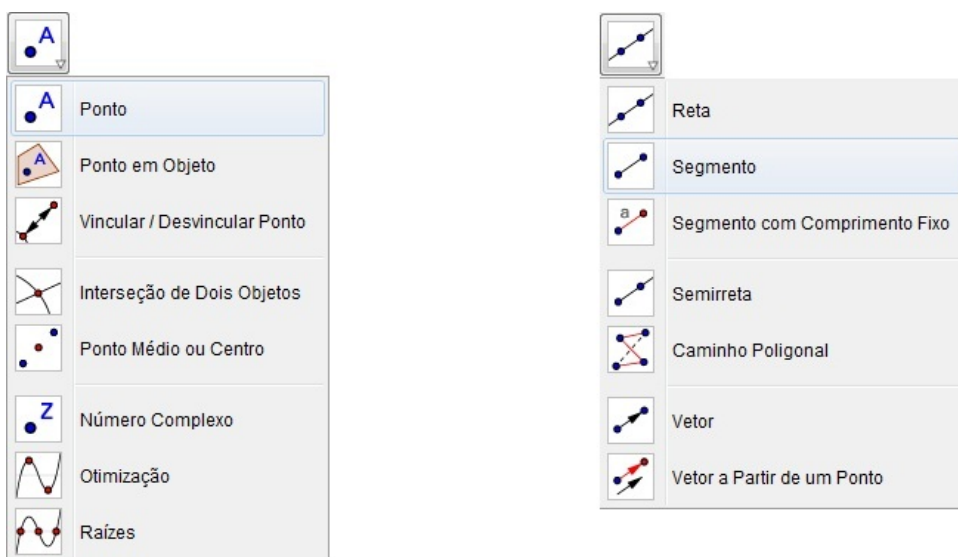 A
A
Ponto
A
Ponto em Objeto
Vincular / Desvincular Ponto
Interseção de Dois Objetos
Ponto Médio ou Centro
Z
Número Complexo
Otimização
Raízes
Reta
Segmento
a
Segmento com Comprimento Fixo
Semirreta
Caminho Poligonal
Vetor
Vetor a Partir de um Ponto